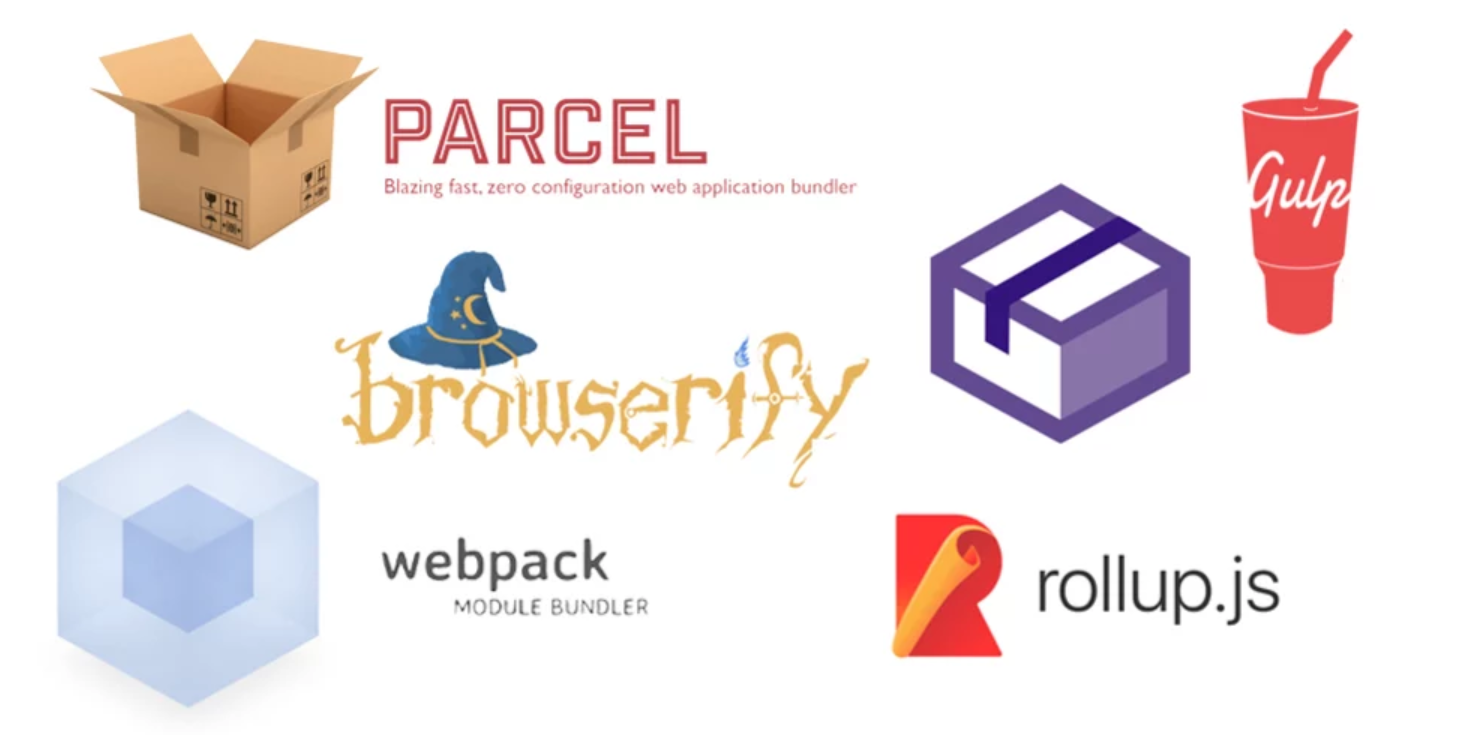 PARCEL
Blazing fast, zero configuration web application bundler
Gulp
browserify
webpack
MODULE BUNDLER
rollup.js